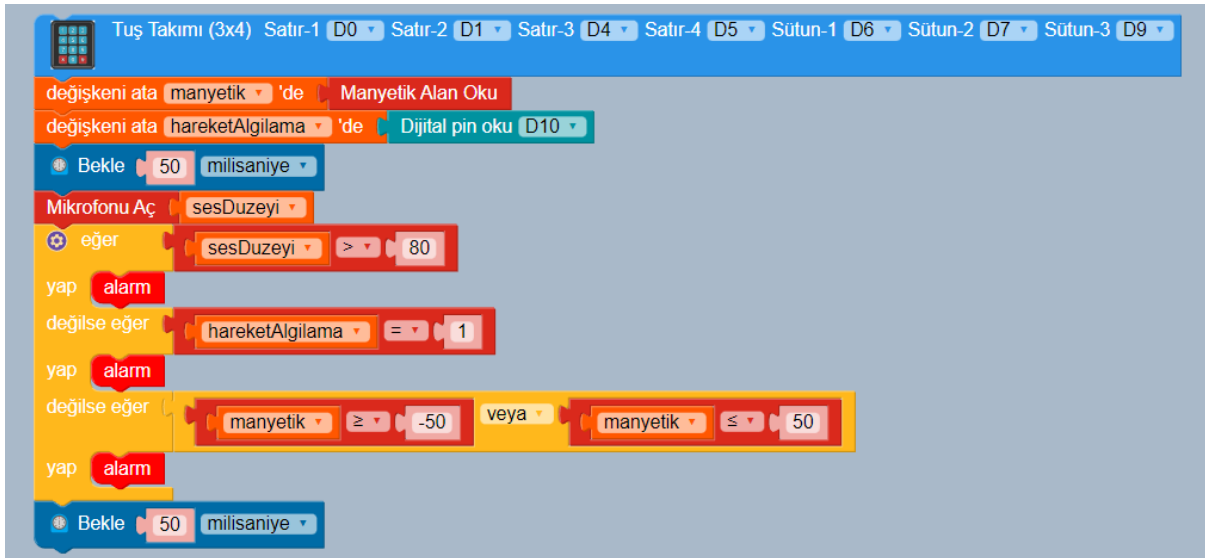 Tuş Takımı (3x4) Satır-1 D0 Satır-2 D1 Satır-3 D4 Satır-4 D5 Sütun-1 D6 Sütun-2 D7 Sütun-3 D9
değişkeni ata manyetik 'de Manyetik Alan Oku
değişkeni ata hareketAlgilama 'de Dijital pin oku D10
Bekle 50 milisaniye
Mikrofonu Aç sesDuzeyi
eğer sesDuzeyi > 80
yap alarm
değilse eğer hareketAlgilama = 1
yap alarm
değilse eğer manyetik ≥ -50 veya manyetik ≤ 50
yap alarm
Bekle 50 milisaniye